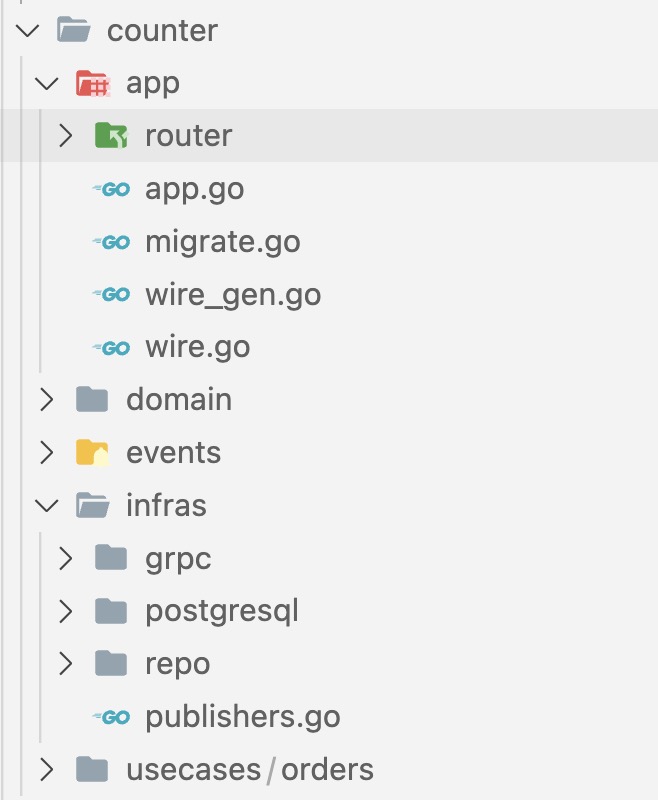 counter
app
router
GO app.go
GO migrate.go
GO wire_gen.go
GO wire.go
domain
events
infras
grpc
postgresql
repo
GO publishers.go
usecases/orders